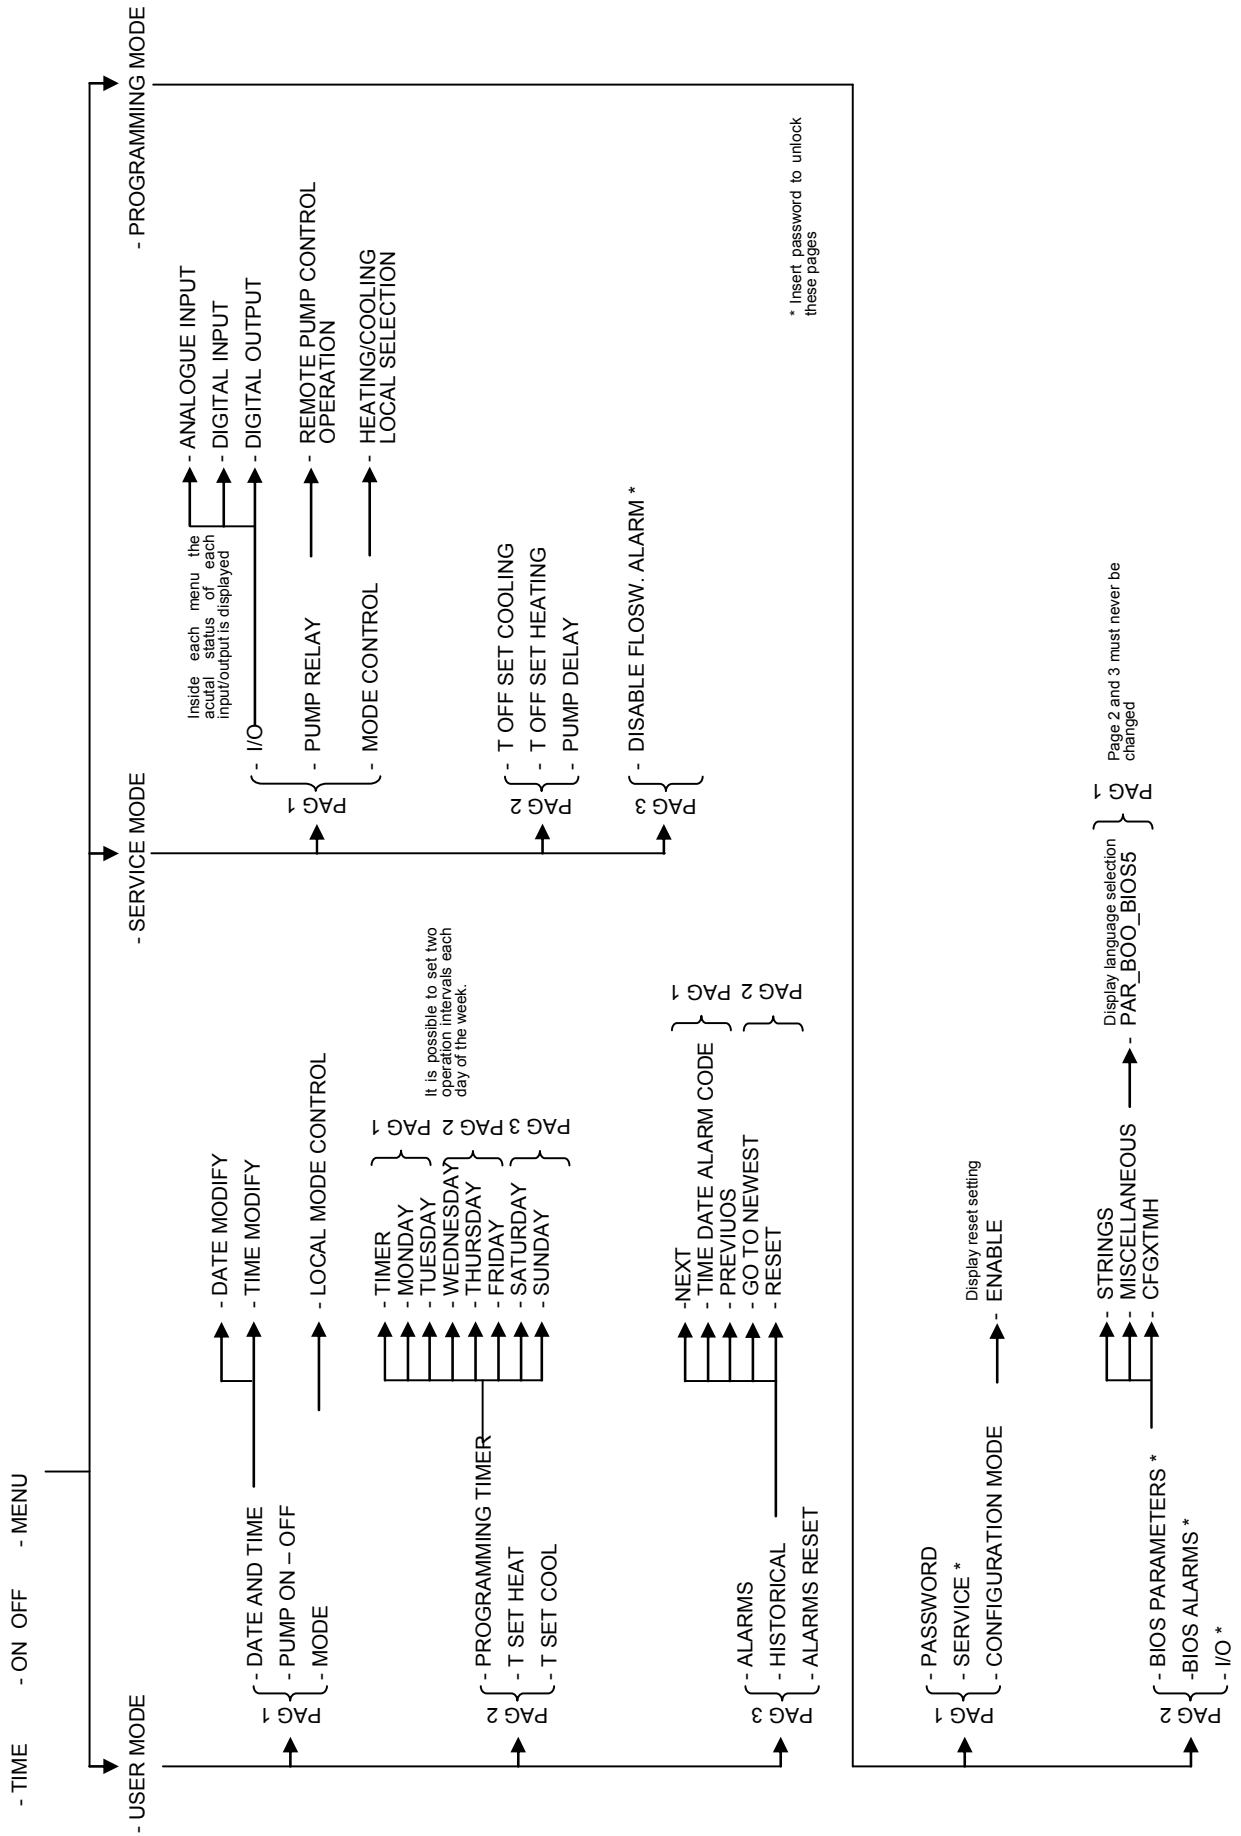 - TIME - ON OFF - MENU
- USER MODE
PAG 1
- DATE AND TIME
- DATE MODIFY
- TIME MODIFY
- PUMP ON – OFF
- MODE
- LOCAL MODE CONTROL
PAG 2
- PROGRAMMING TIMER
- TIMER
- MONDAY
- TUESDAY
- WEDNESDAY
- THURSDAY
- FRIDAY
- SATURDAY
- SUNDAY
PAG 1
PAG 2
PAG 3
It is possible to set two
operation intervals each
day of the week.
- T SET HEAT
- T SET COOL
PAG 3
- ALARMS
- HISTORICAL
- ALARMS RESET
-NEXT
- TIME DATE ALARM CODE
- PREVIUOS
- GO TO NEWEST
- RESET
PAG 1
PAG 2
- SERVICE MODE
PAG 1
- I/O
Inside each menu the
acutal status of each
input/output is displayed
- ANALOGUE INPUT
- DIGITAL INPUT
- DIGITAL OUTPUT
- PUMP RELAY
- REMOTE PUMP CONTROL
OPERATION
- MODE CONTROL
- HEATING/COOLING
LOCAL SELECTION
PAG 2
- T OFF SET COOLING
- T OFF SET HEATING
- PUMP DELAY
PAG 3
- DISABLE FLOSW. ALARM *
* Insert password to unlock
these pages
- PROGRAMMING MODE
PAG 1
- PASSWORD
- SERVICE *
- CONFIGURATION MODE
Display reset setting
- ENABLE
PAG 2
- BIOS PARAMETERS *
-BIOS ALARMS *
- I/O *
- STRINGS
- MISCELLANEOUS
- CFGXTMH
Display language selection
- PAR_BOO_BIOS5
PAG 1
Page 2 and 3 must never be
changed